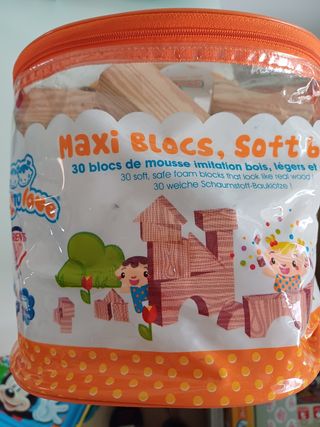 Maxi Blocs, Soft b
30 blocs de mousse imitation bois, légers et
30 soft, safe foam blocks that look like real wood !
30 weiche Schaumstoff-Bauklötze !